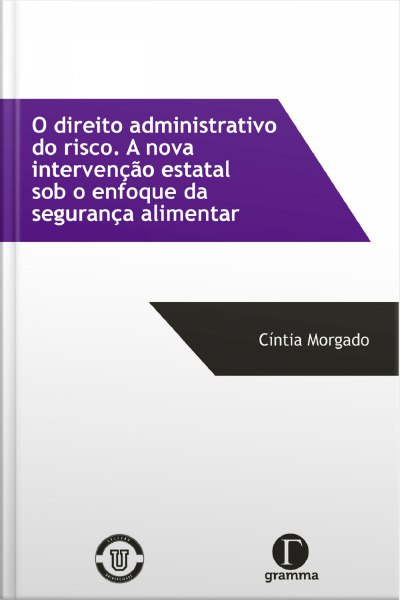 O direito administrativo
do risco. A nova
intervenção estatal
sob o enfoque da
segurança alimentar
Cíntia Morgado
U
Γ
gramma